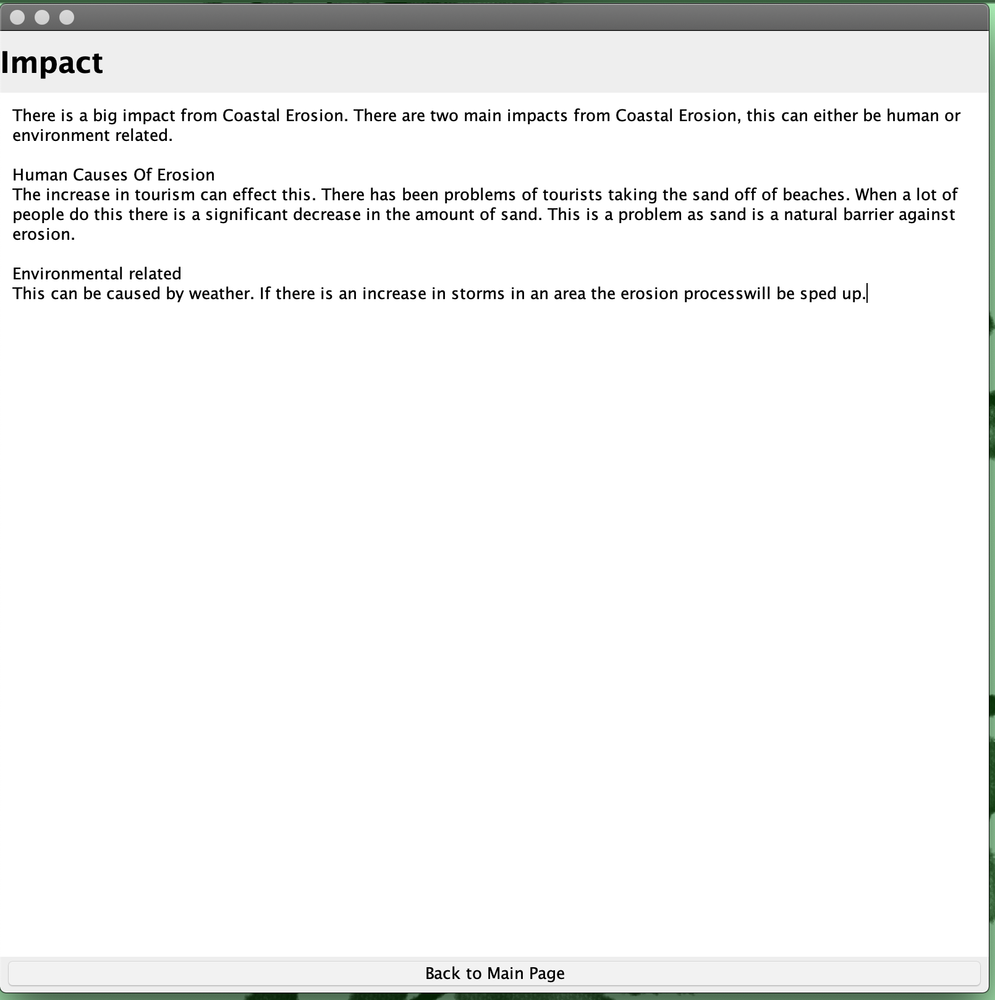 Impact
There is a big impact from Coastal Erosion. There are two main impacts from Coastal Erosion, this can either be human or
environment related.
Human Causes Of Erosion
The increase in tourism can effect this. There has been problems of tourists taking the sand off of beaches. When a lot of
people do this there is a significant decrease in the amount of sand. This is a problem as sand is a natural barrier against
erosion.
Environmental related
This can be caused by weather. If there is an increase in storms in an area the erosion processwill be sped up.
Back to Main Page